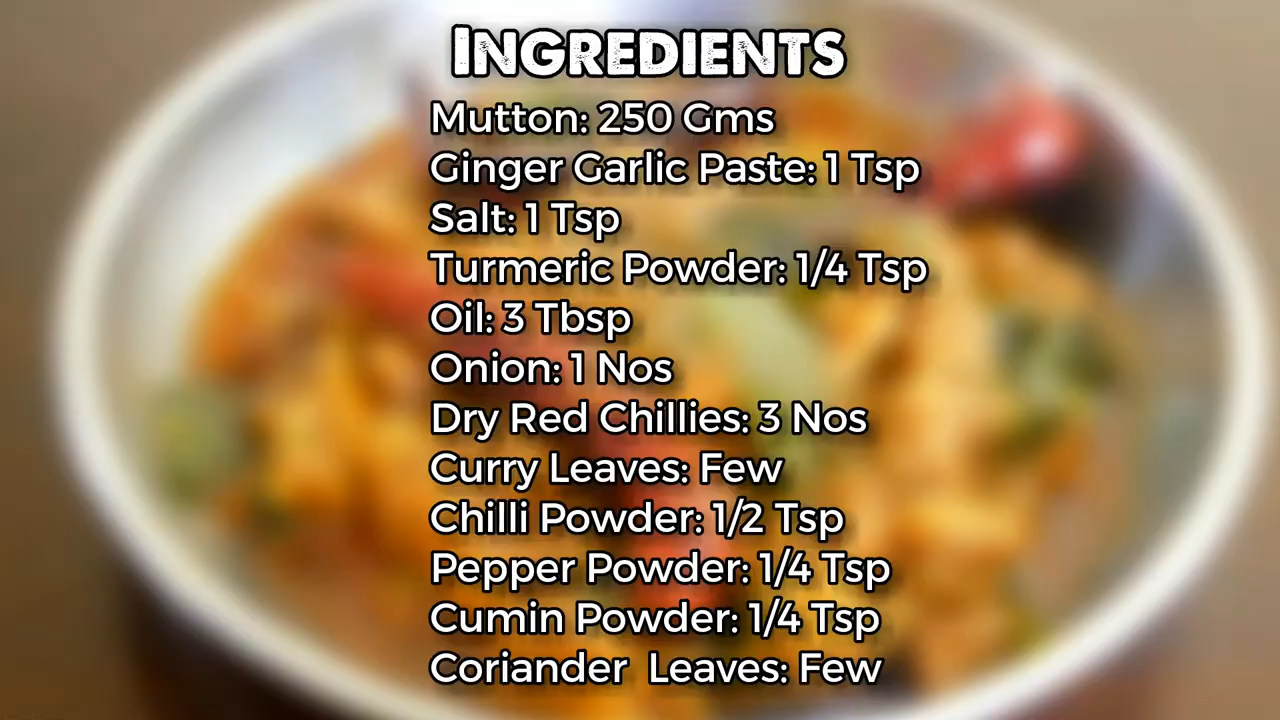 INGREDIENTS
Mutton: 250 Gms
Ginger Garlic Paste: 1 Tsp
Salt: 1 Tsp
Turmeric Powder: 1/4 Tsp
Oil: 3 Tbsp
Onion: 1 Nos
Dry Red Chillies: 3 Nos
Curry Leaves: Few
Chilli Powder: 1/2 Tsp
Pepper Powder: 1/4 Tsp
Cumin Powder: 1/4 Tsp
Coriander  Leaves: Few